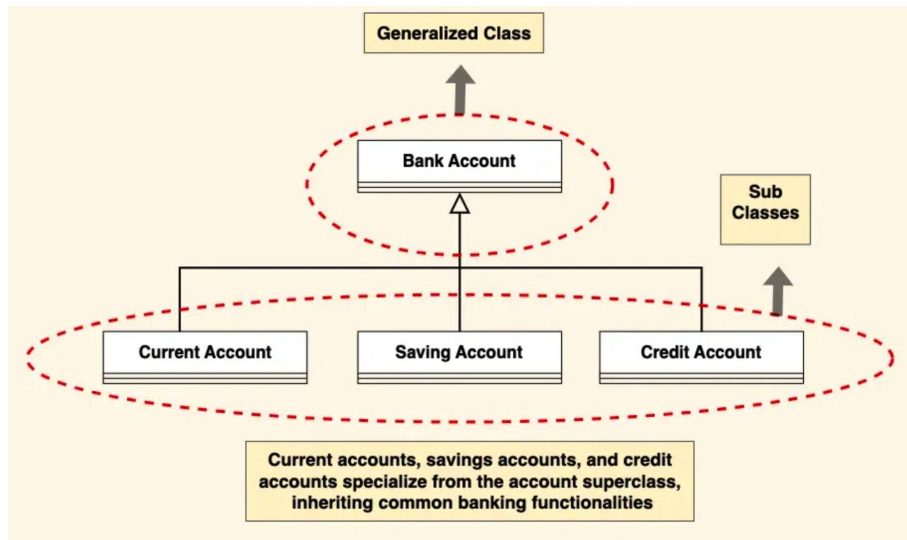 Generalized Class
Bank Account
Sub
Classes
Current Account
Saving Account
Credit Account
Current accounts, savings accounts, and credit
accounts specialize from the account superclass,
inheriting common banking functionalities